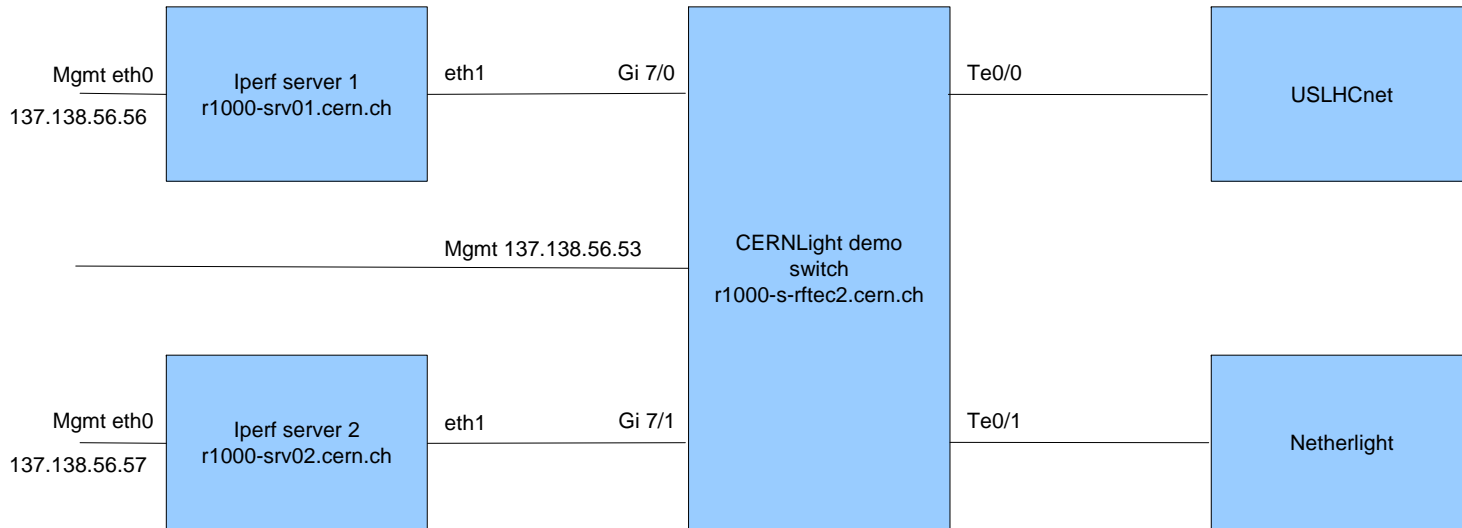 Mgmt eth0
137.138.56.56
Iperf server 1
r1000-srv01.cern.ch
eth1
Gi 7/0
Te0/0
USLHCnet
Mgmt 137.138.56.53
CERNLight demo
switch
r1000-s-rftec2.cern.ch
Mgmt eth0
137.138.56.57
Iperf server 2
r1000-srv02.cern.ch
eth1
Gi 7/1
Te0/1
Netherlight